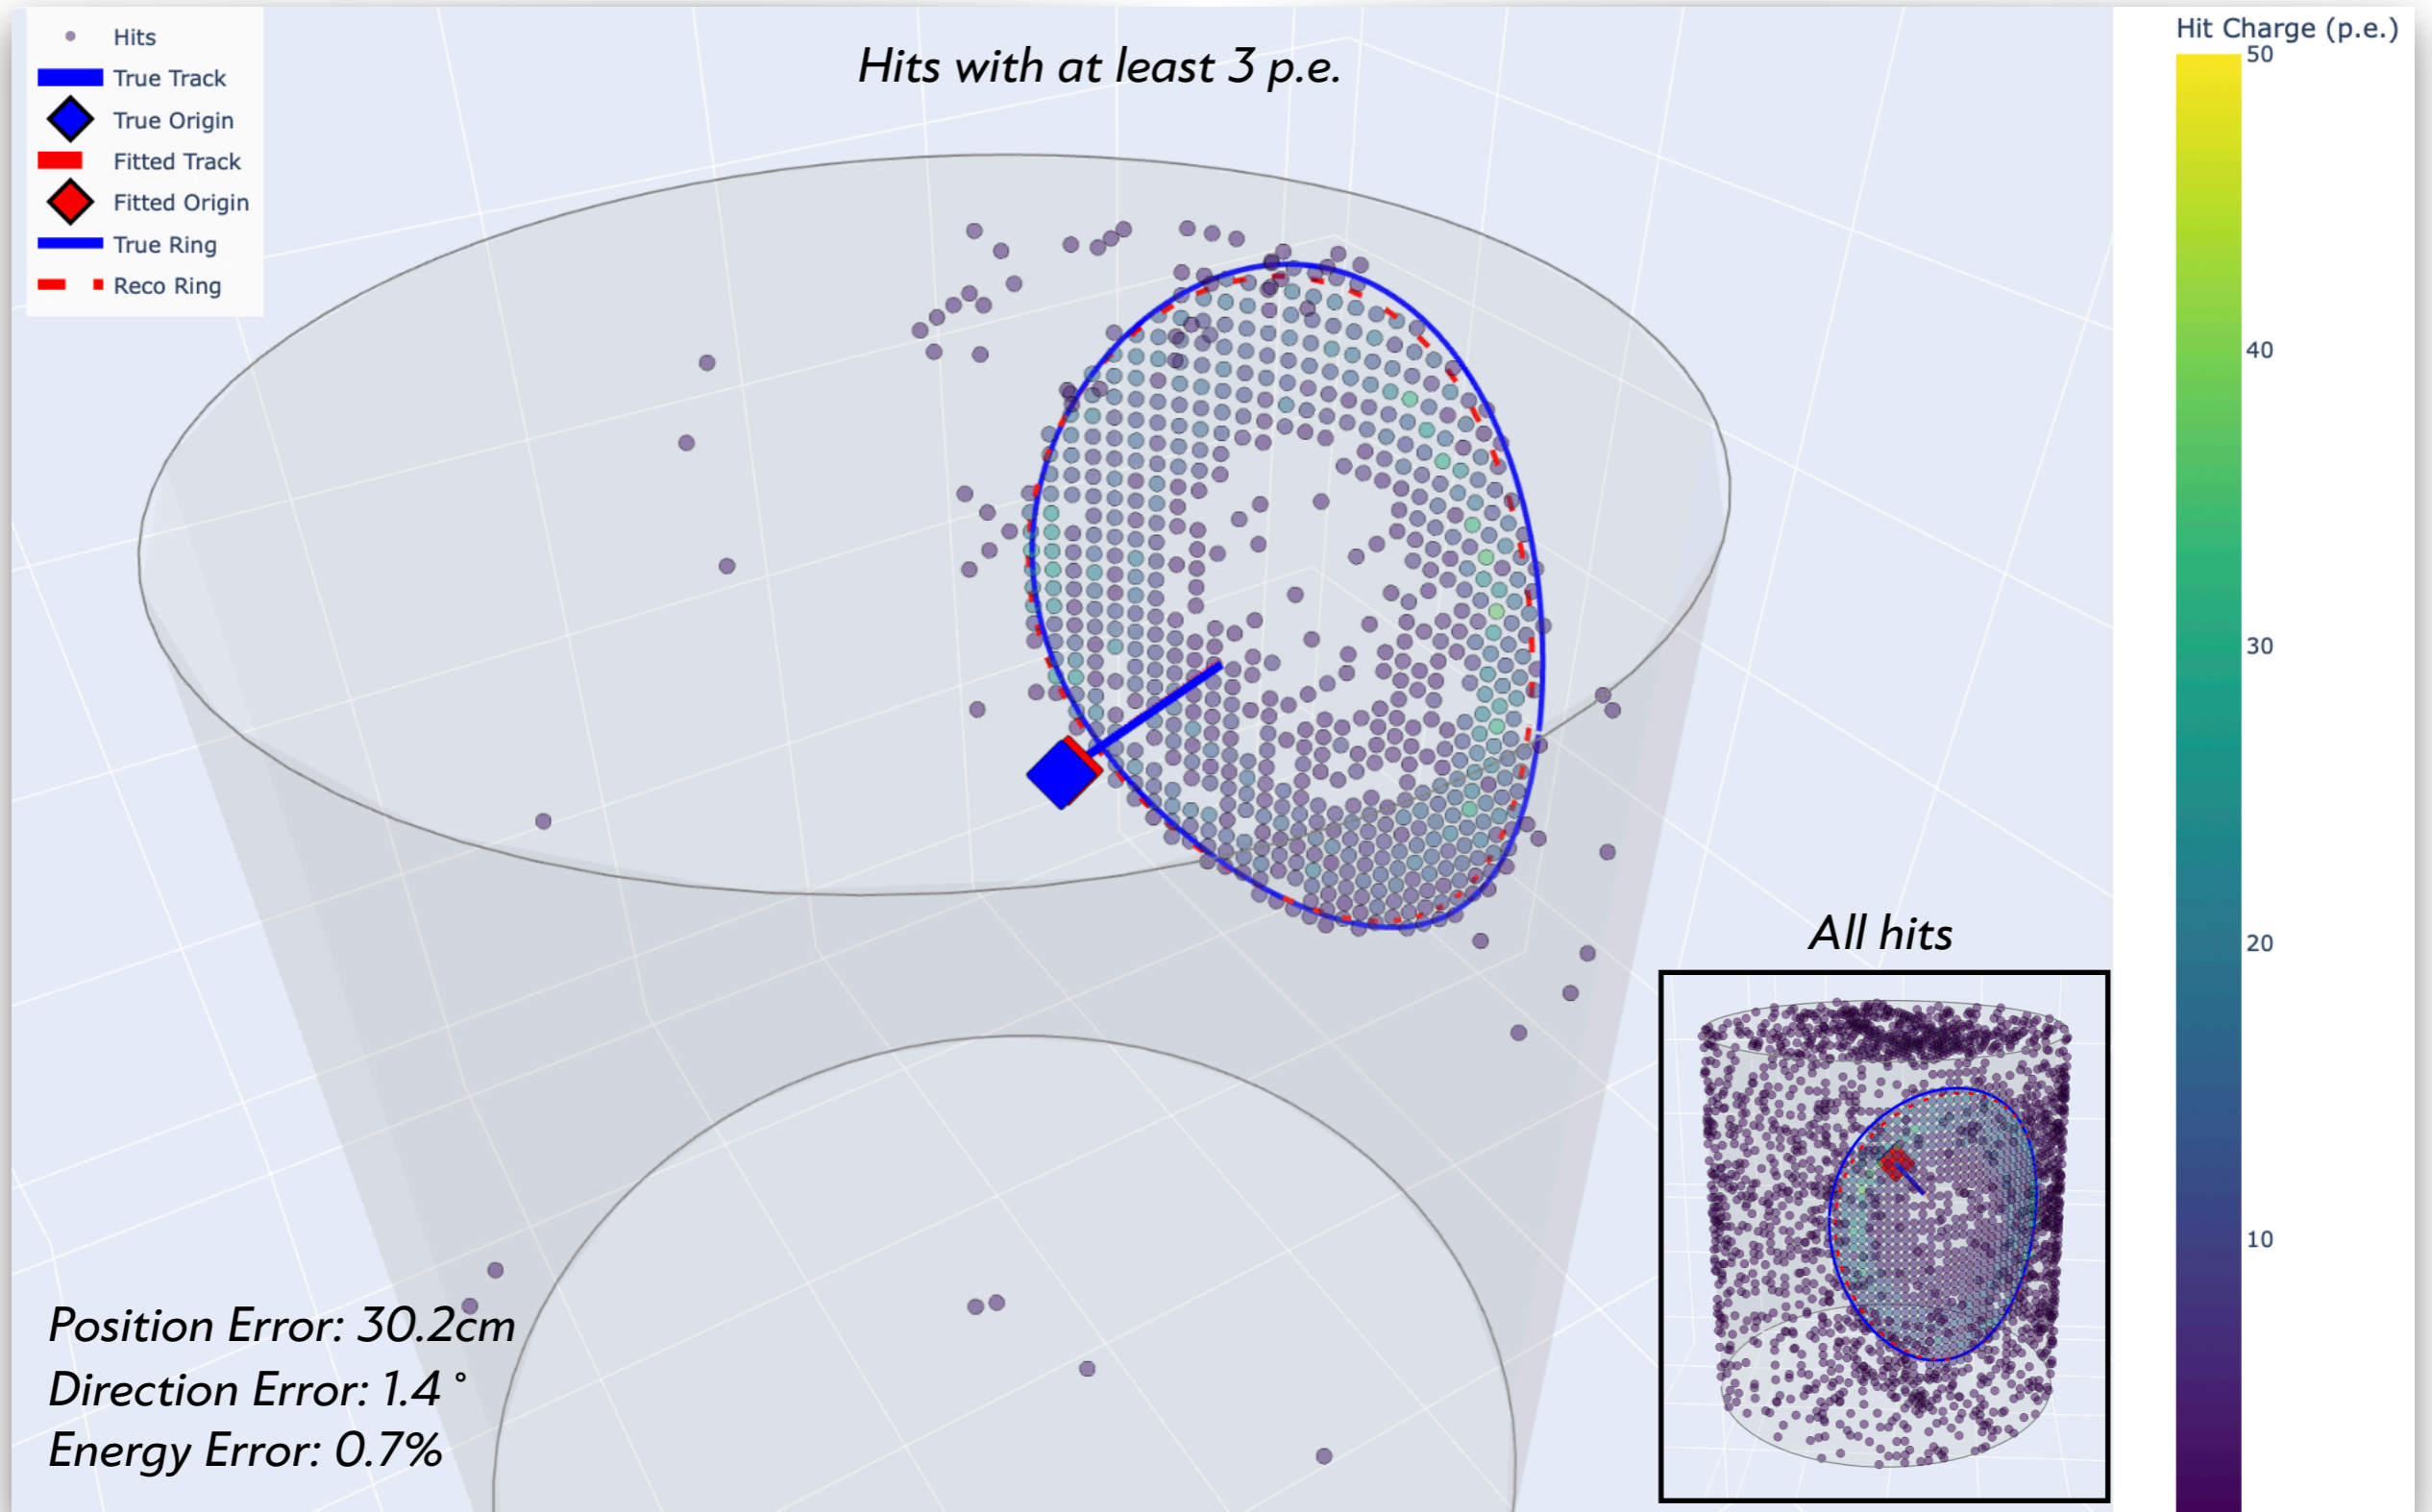 Hits
True Track
True Origin
Fitted Track
Fitted Origin
True Ring
Reco Ring
Hits with at least 3 p.e.
Hit Charge (p.e.)
50
40
30
20
10
All hits
Position Error: 30.2cm
Direction Error: 1.4°
Energy Error: 0.7%